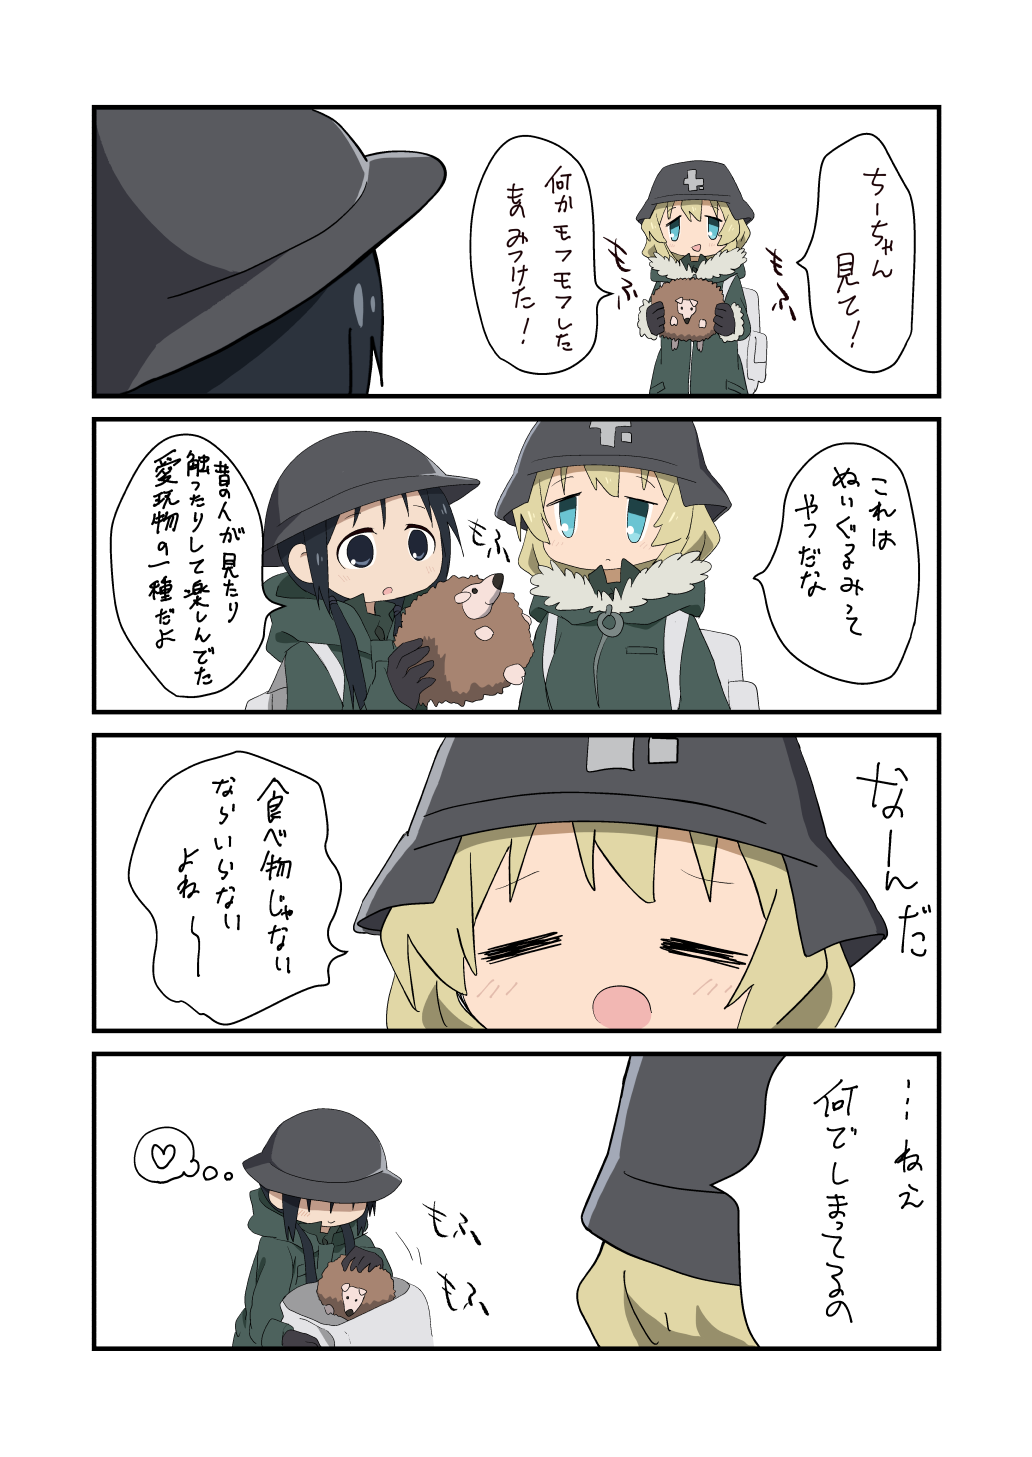 ちーちゃん
見て!
もふ
もふ
何かモフモフした
ものみつけた!
これは
ぬいぐるみって
やつだな
もふ
昔の人が見たり
触ったりして楽しんでた
愛玩物の一種だよ
なーんだ
食べ物じゃない
ならいらない
よね〜
…ねえ
何でしまってるの
もふ
もふ